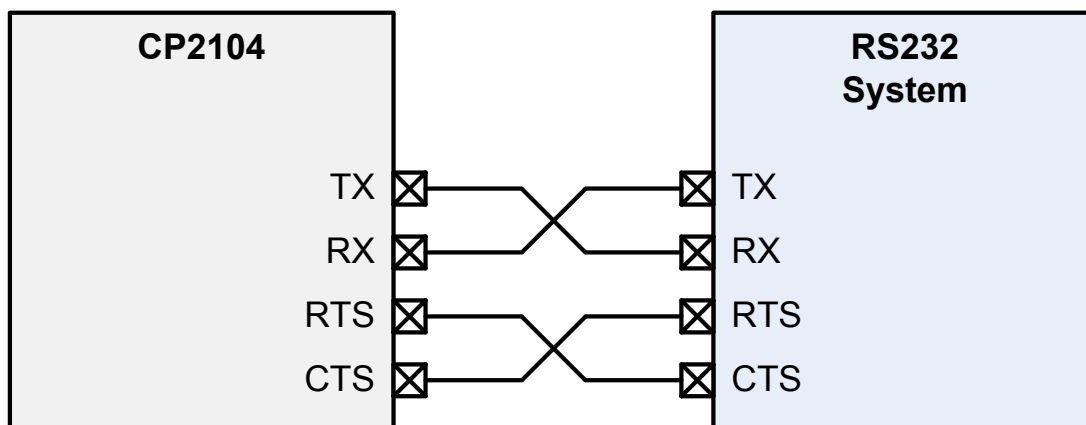 CP2104
RS232
System
TX
RX
RTS
CTS
TX
RX
RTS
CTS